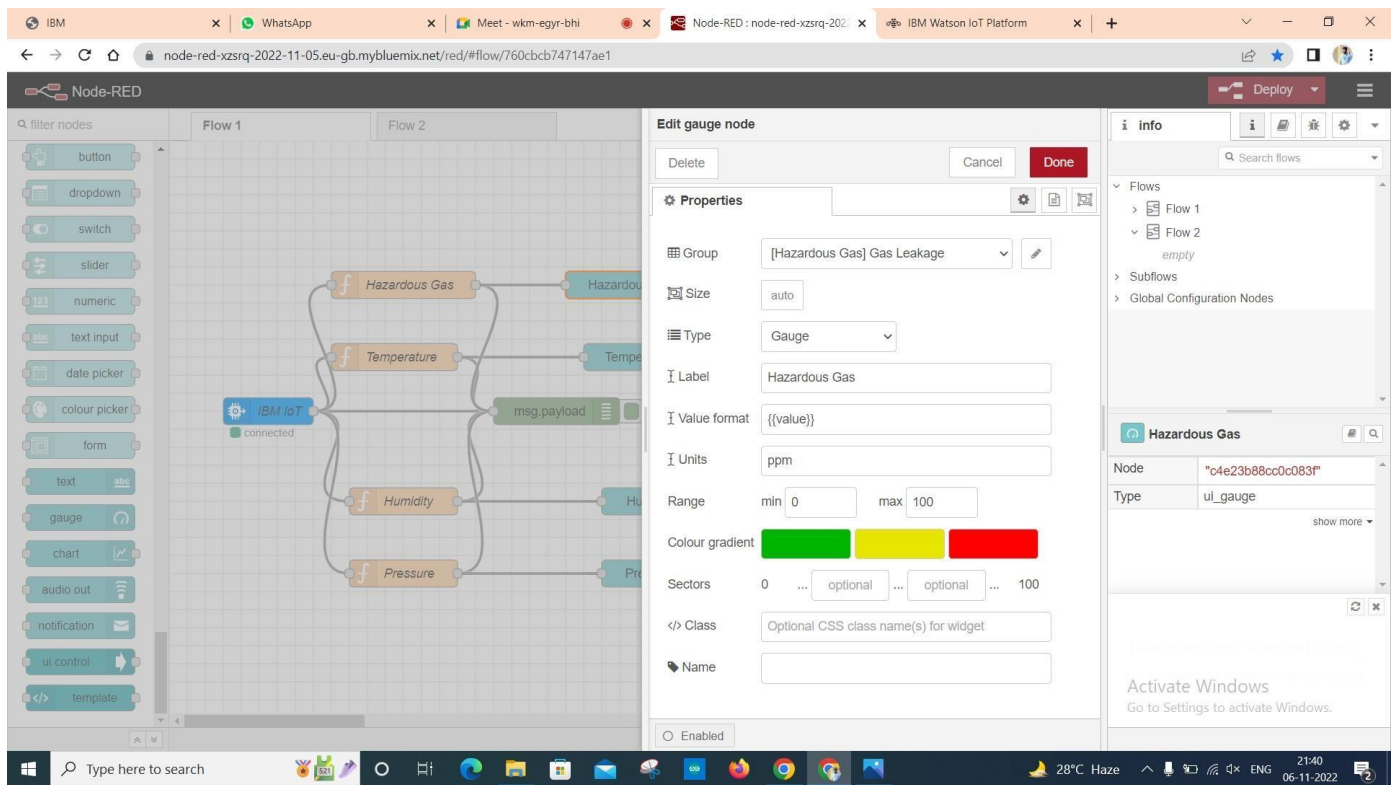 IBM
WhatsApp
Meet - wkm-egyr-bhi
Node-RED : node-red-xzsrq-202
IBM Watson IoT Platform
node-red-xzsrq-2022-11-05.eu-gb.mybluemix.net/red/#flow/760cbcb747147ae1
Node-RED
Deploy
filter nodes
Flow 1
Flow 2
button
dropdown
switch
slider
123 numeric
abc text input
date picker
colour picker
form
text abc
gauge
chart
audio out
notification
ui control
</> template
Hazardous Gas
Hazardou
Temperature
Tempe
IBM IoT
connected
msg.payload
Humidity
Hu
Pressure
Pre
Edit gauge node
Delete
Cancel
Done
Properties
Group
[Hazardous Gas] Gas Leakage
Size
auto
Type
Gauge
Label
Hazardous Gas
Value format
{{value}}
Units
ppm
Range
min 0
max 100
Colour gradient
Sectors
0 ... optional ... optional ... 100
</> Class
Optional CSS class name(s) for widget
Name
Enabled
i info
i
Search flows
Flows
Flow 1
Flow 2
empty
Subflows
Global Configuration Nodes
Hazardous Gas
Node "c4e23b88cc0c083f"
Type ui_gauge
show more
Activate Windows
Go to Settings to activate Windows.
Type here to search
28°C Haze
ENG
21:40
06-11-2022
2